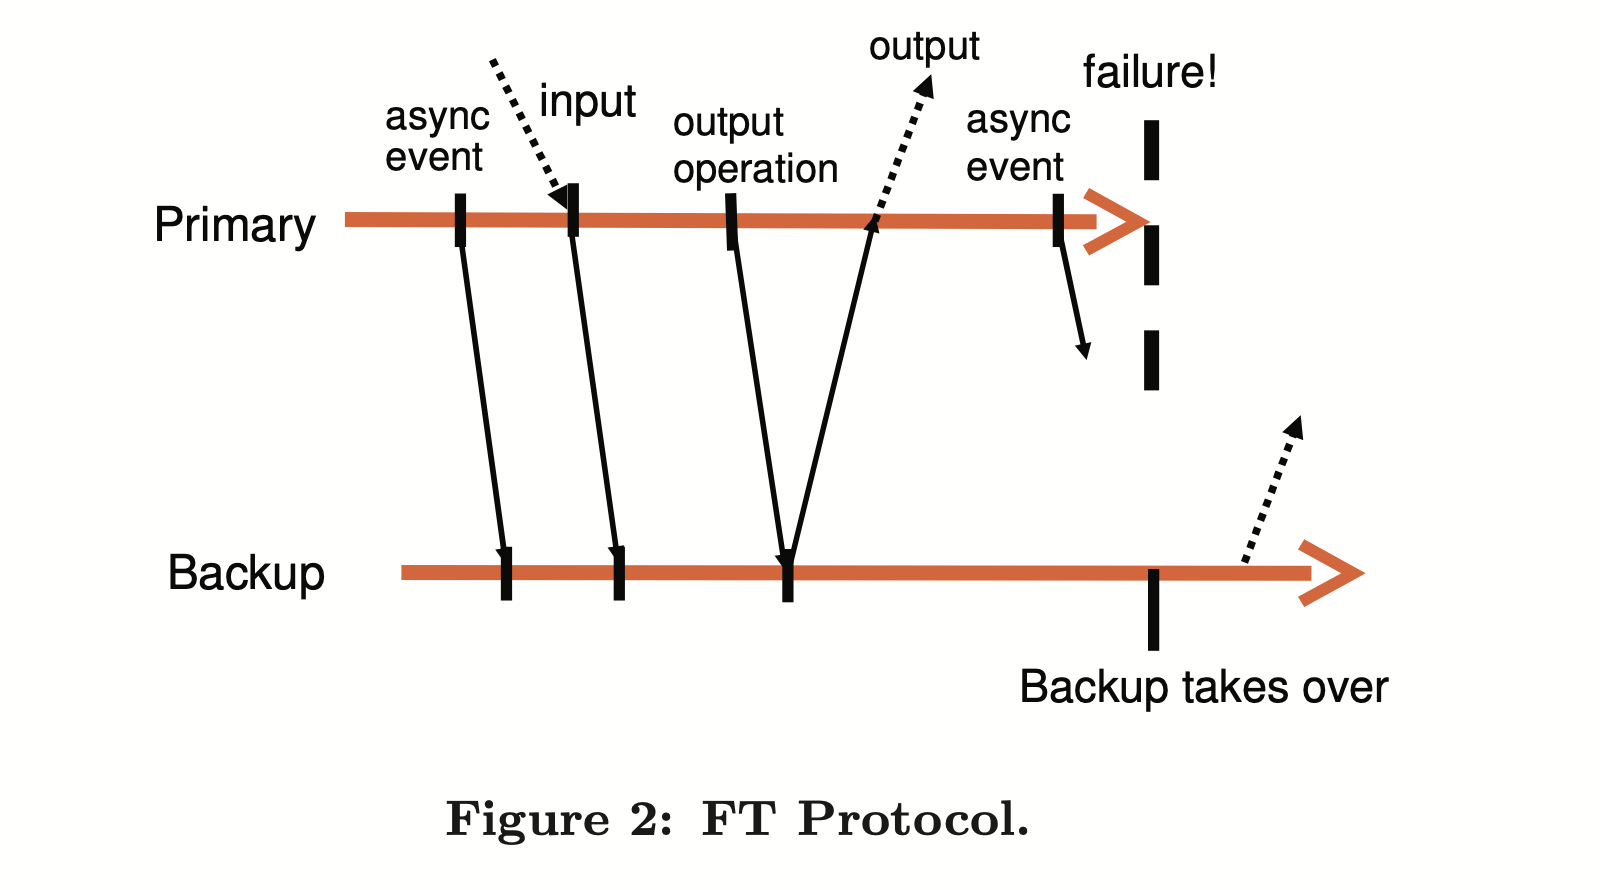 output
failure!
input
async
event
output
operation
async
event
Primary
Backup
Backup takes over
Figure 2: FT Protocol.